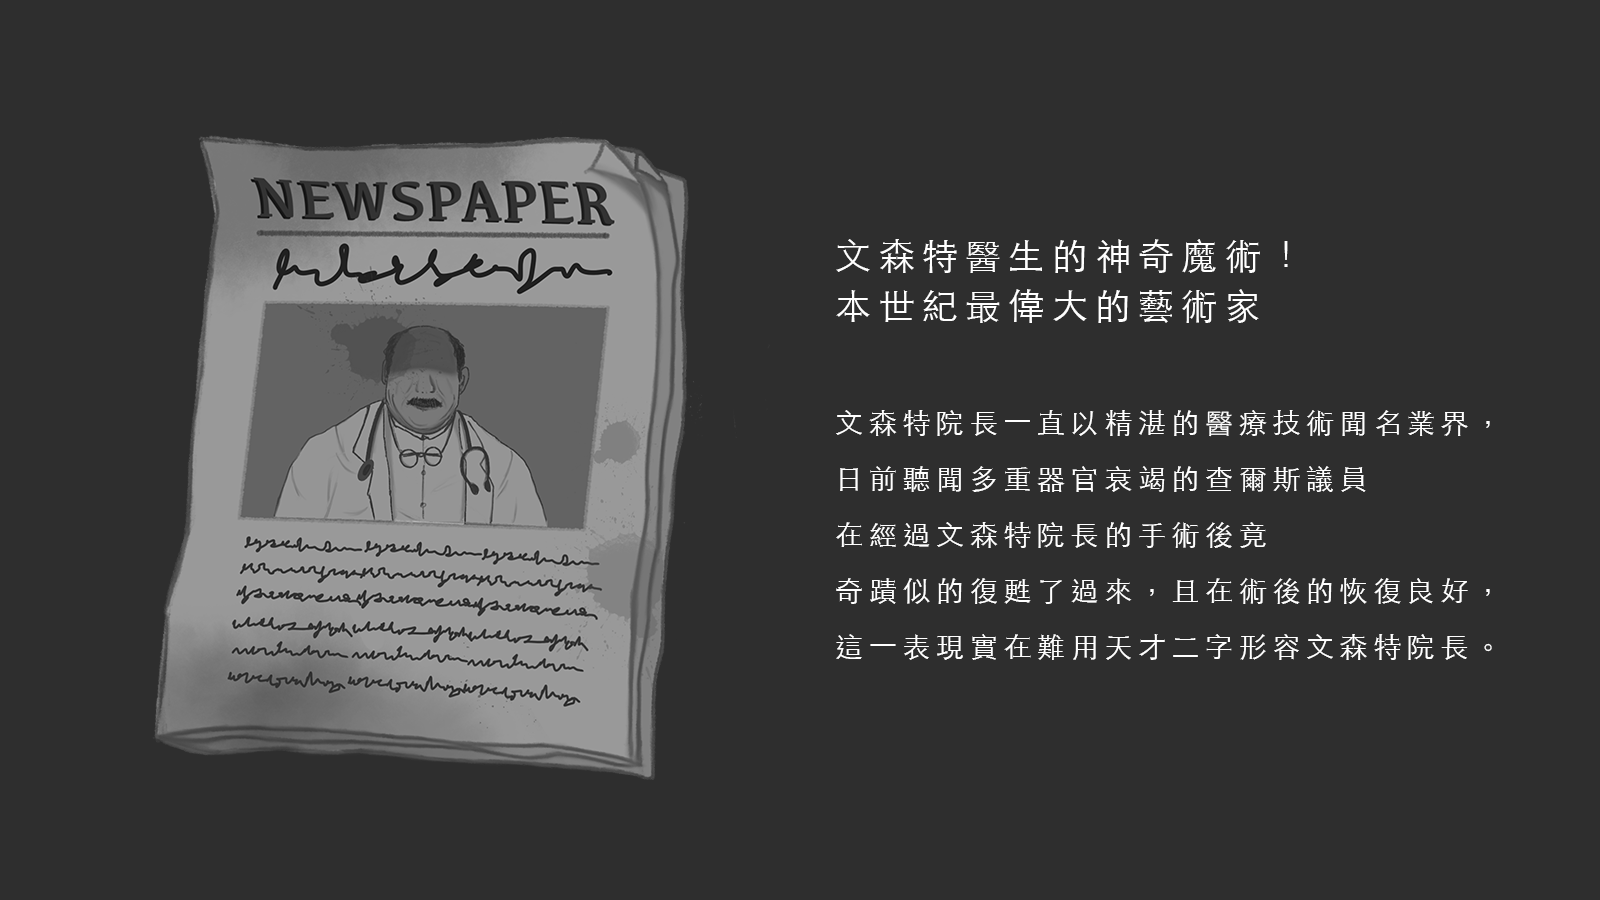 NEWSPAPER
文森特醫生的神奇魔術！
本世紀最偉大的藝術家
文森特院長一直以精湛的醫療技術聞名業界，
日前聽聞多重器官衰竭的查爾斯議員
在經過文森特院長的手術後竟
奇蹟似的復甦了過來，且在術後的恢復良好，
這一表現實在難用天才二字形容文森特院長。